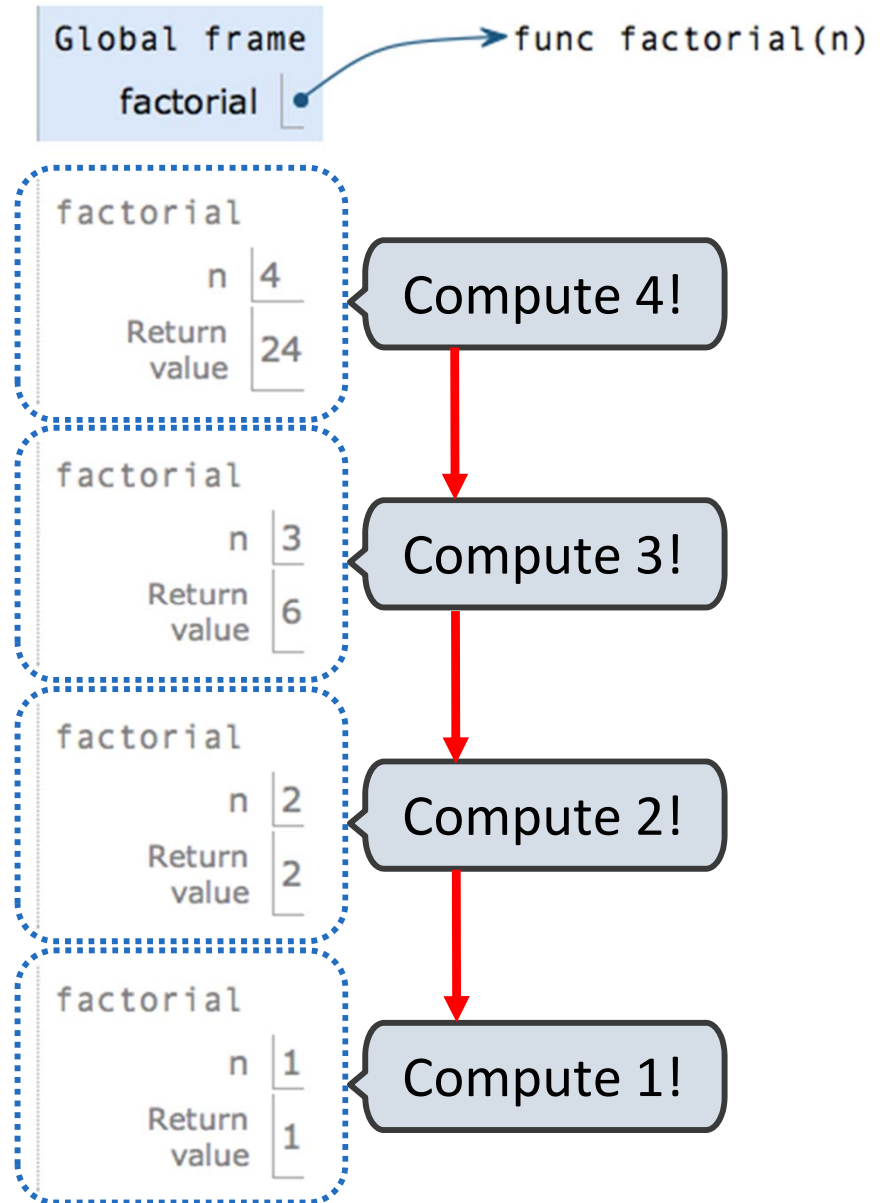 Global frame
func factorial(n)
factorial
factorial
n 4
Return
value 24
Compute 4!
factorial
n 3
Return
value 6
Compute 3!
factorial
n 2
Return
value 2
Compute 2!
factorial
n 1
Return
value 1
Compute 1!